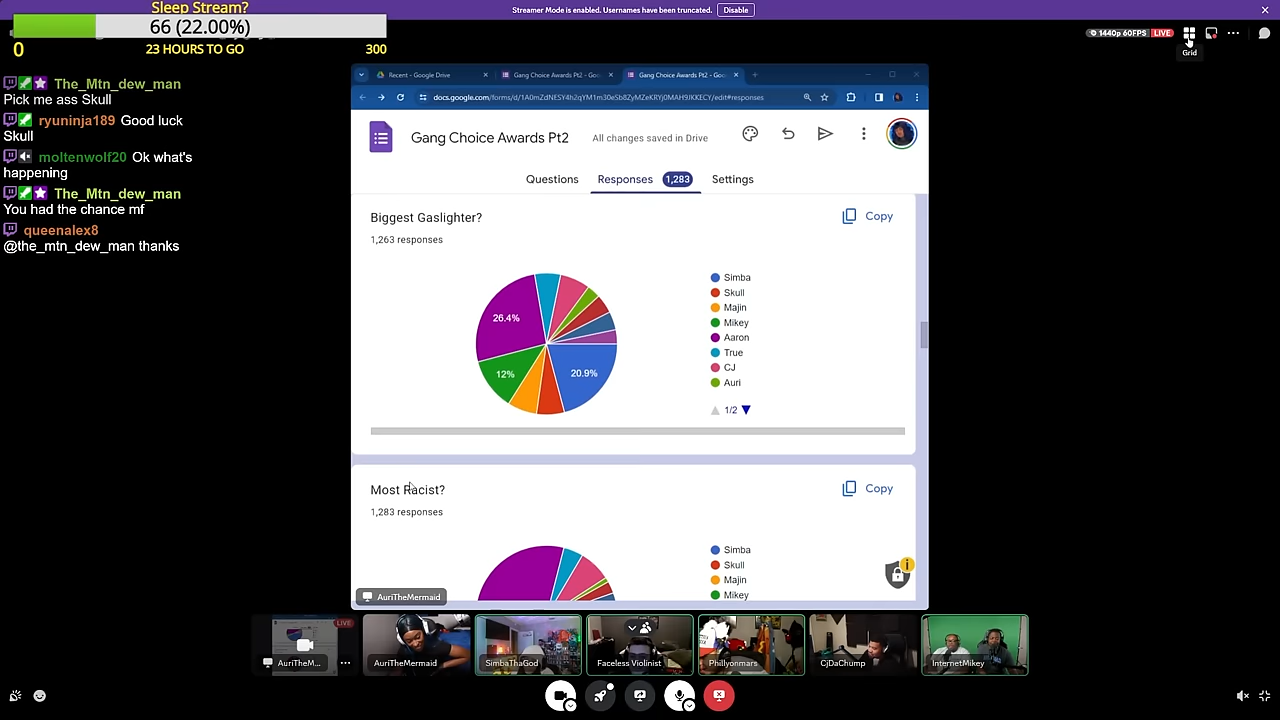 Streamer Mode is enabled. Usernames have been truncated. Disable
Sleep Stream?
66 (22.00%)
0 23 HOURS TO GO 300
1440p 60FPS LIVE
Grid
The_Mtn_dew_man
Pick me ass Skull
ryuninja189 Good luck
Skull
moltenwolf20 Ok what's
happening
The_Mtn_dew_man
You had the chance mf
queenalex8
@the_mtn_dew_man thanks
Recent - Google Drive
Gang Choice Awards Pt2 - Goo
Gang Choice Awards Pt2 - Goo
Gang Choice Awards Pt2
All changes saved in Drive
Questions Responses 1,283 Settings
Biggest Gaslighter?
Copy
1,263 responses
26.4%
12%
20.9%
Simba
Skull
Majin
Mikey
Aaron
True
CJ
Auri
1/2
Most Racist?
Copy
1,283 responses
Simba
Skull
Majin
Mikey
AuriTheMermaid
LIVE
AuriTheM...
AuriTheMermaid
SimbaThaGod
Faceless Violinist
Phillyonmars
CjDaChump
InternetMikey